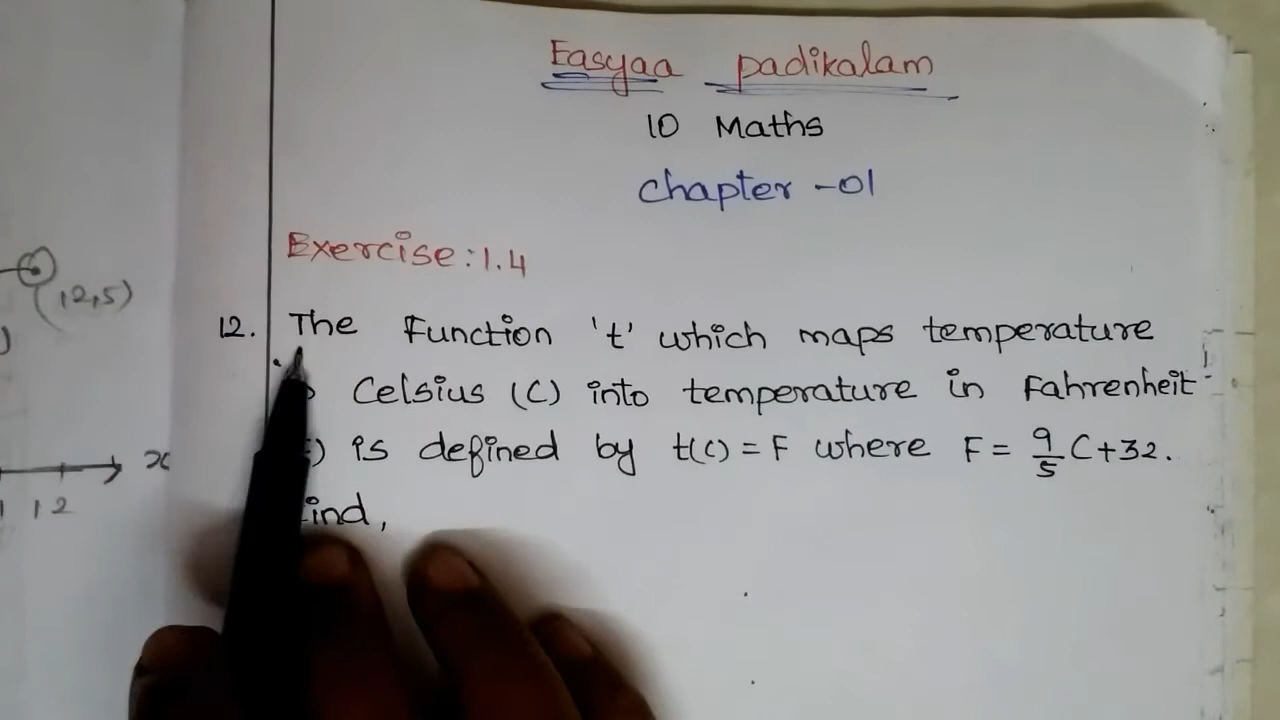 Easyaa padikalam
10 Maths
Chapter -01
Exercise: 1.4
12. The Function 't' which maps temperature
Celsius (C) into temperature in Fahrenheit
is defined by t(C) = F where F = 9/5 C + 32.
ind,
(12,5)
x
1 2